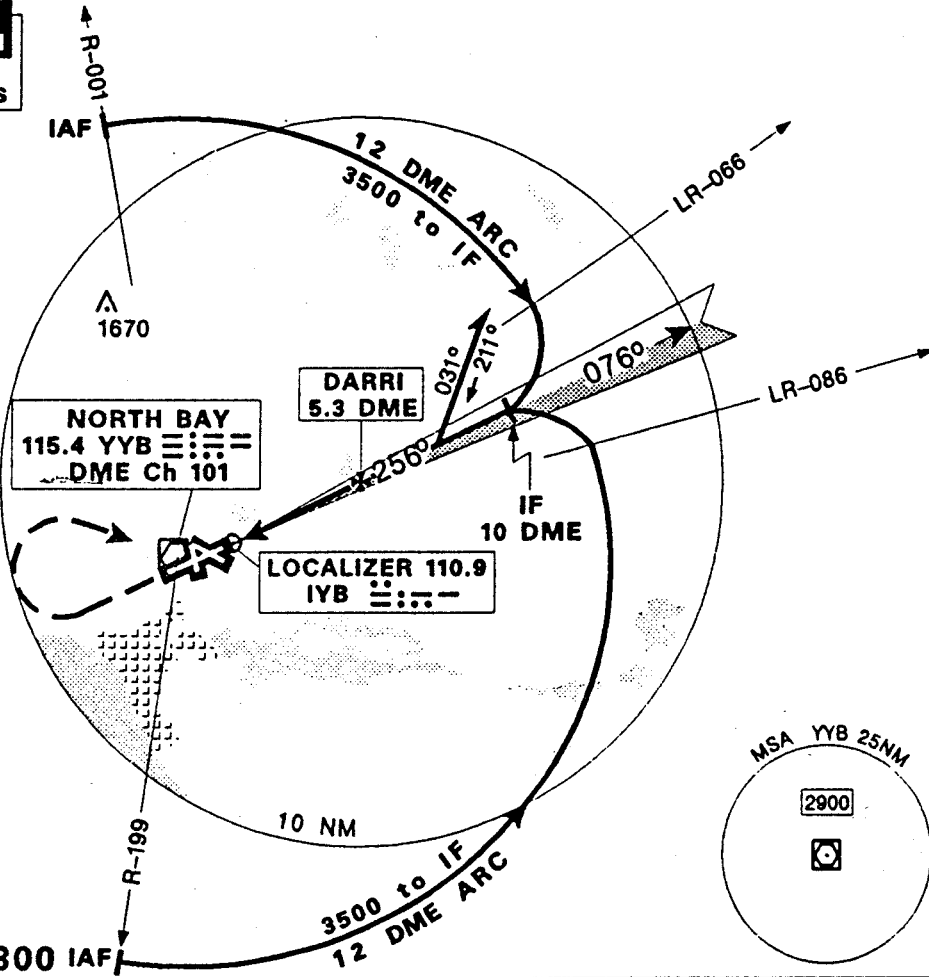 S
R-001
IAF
12 DME ARC
3500 to IF
LR-066
1670
031°
211°
076°
LR-086
DARRI
5.3 DME
NORTH BAY
115.4 YYB
DME Ch 101
256°
IF
10 DME
LOCALIZER 110.9
IYB
MSA YYB 25NM
2900
10 NM
R-199
3500 to IF
12 DME ARC
300 IAF